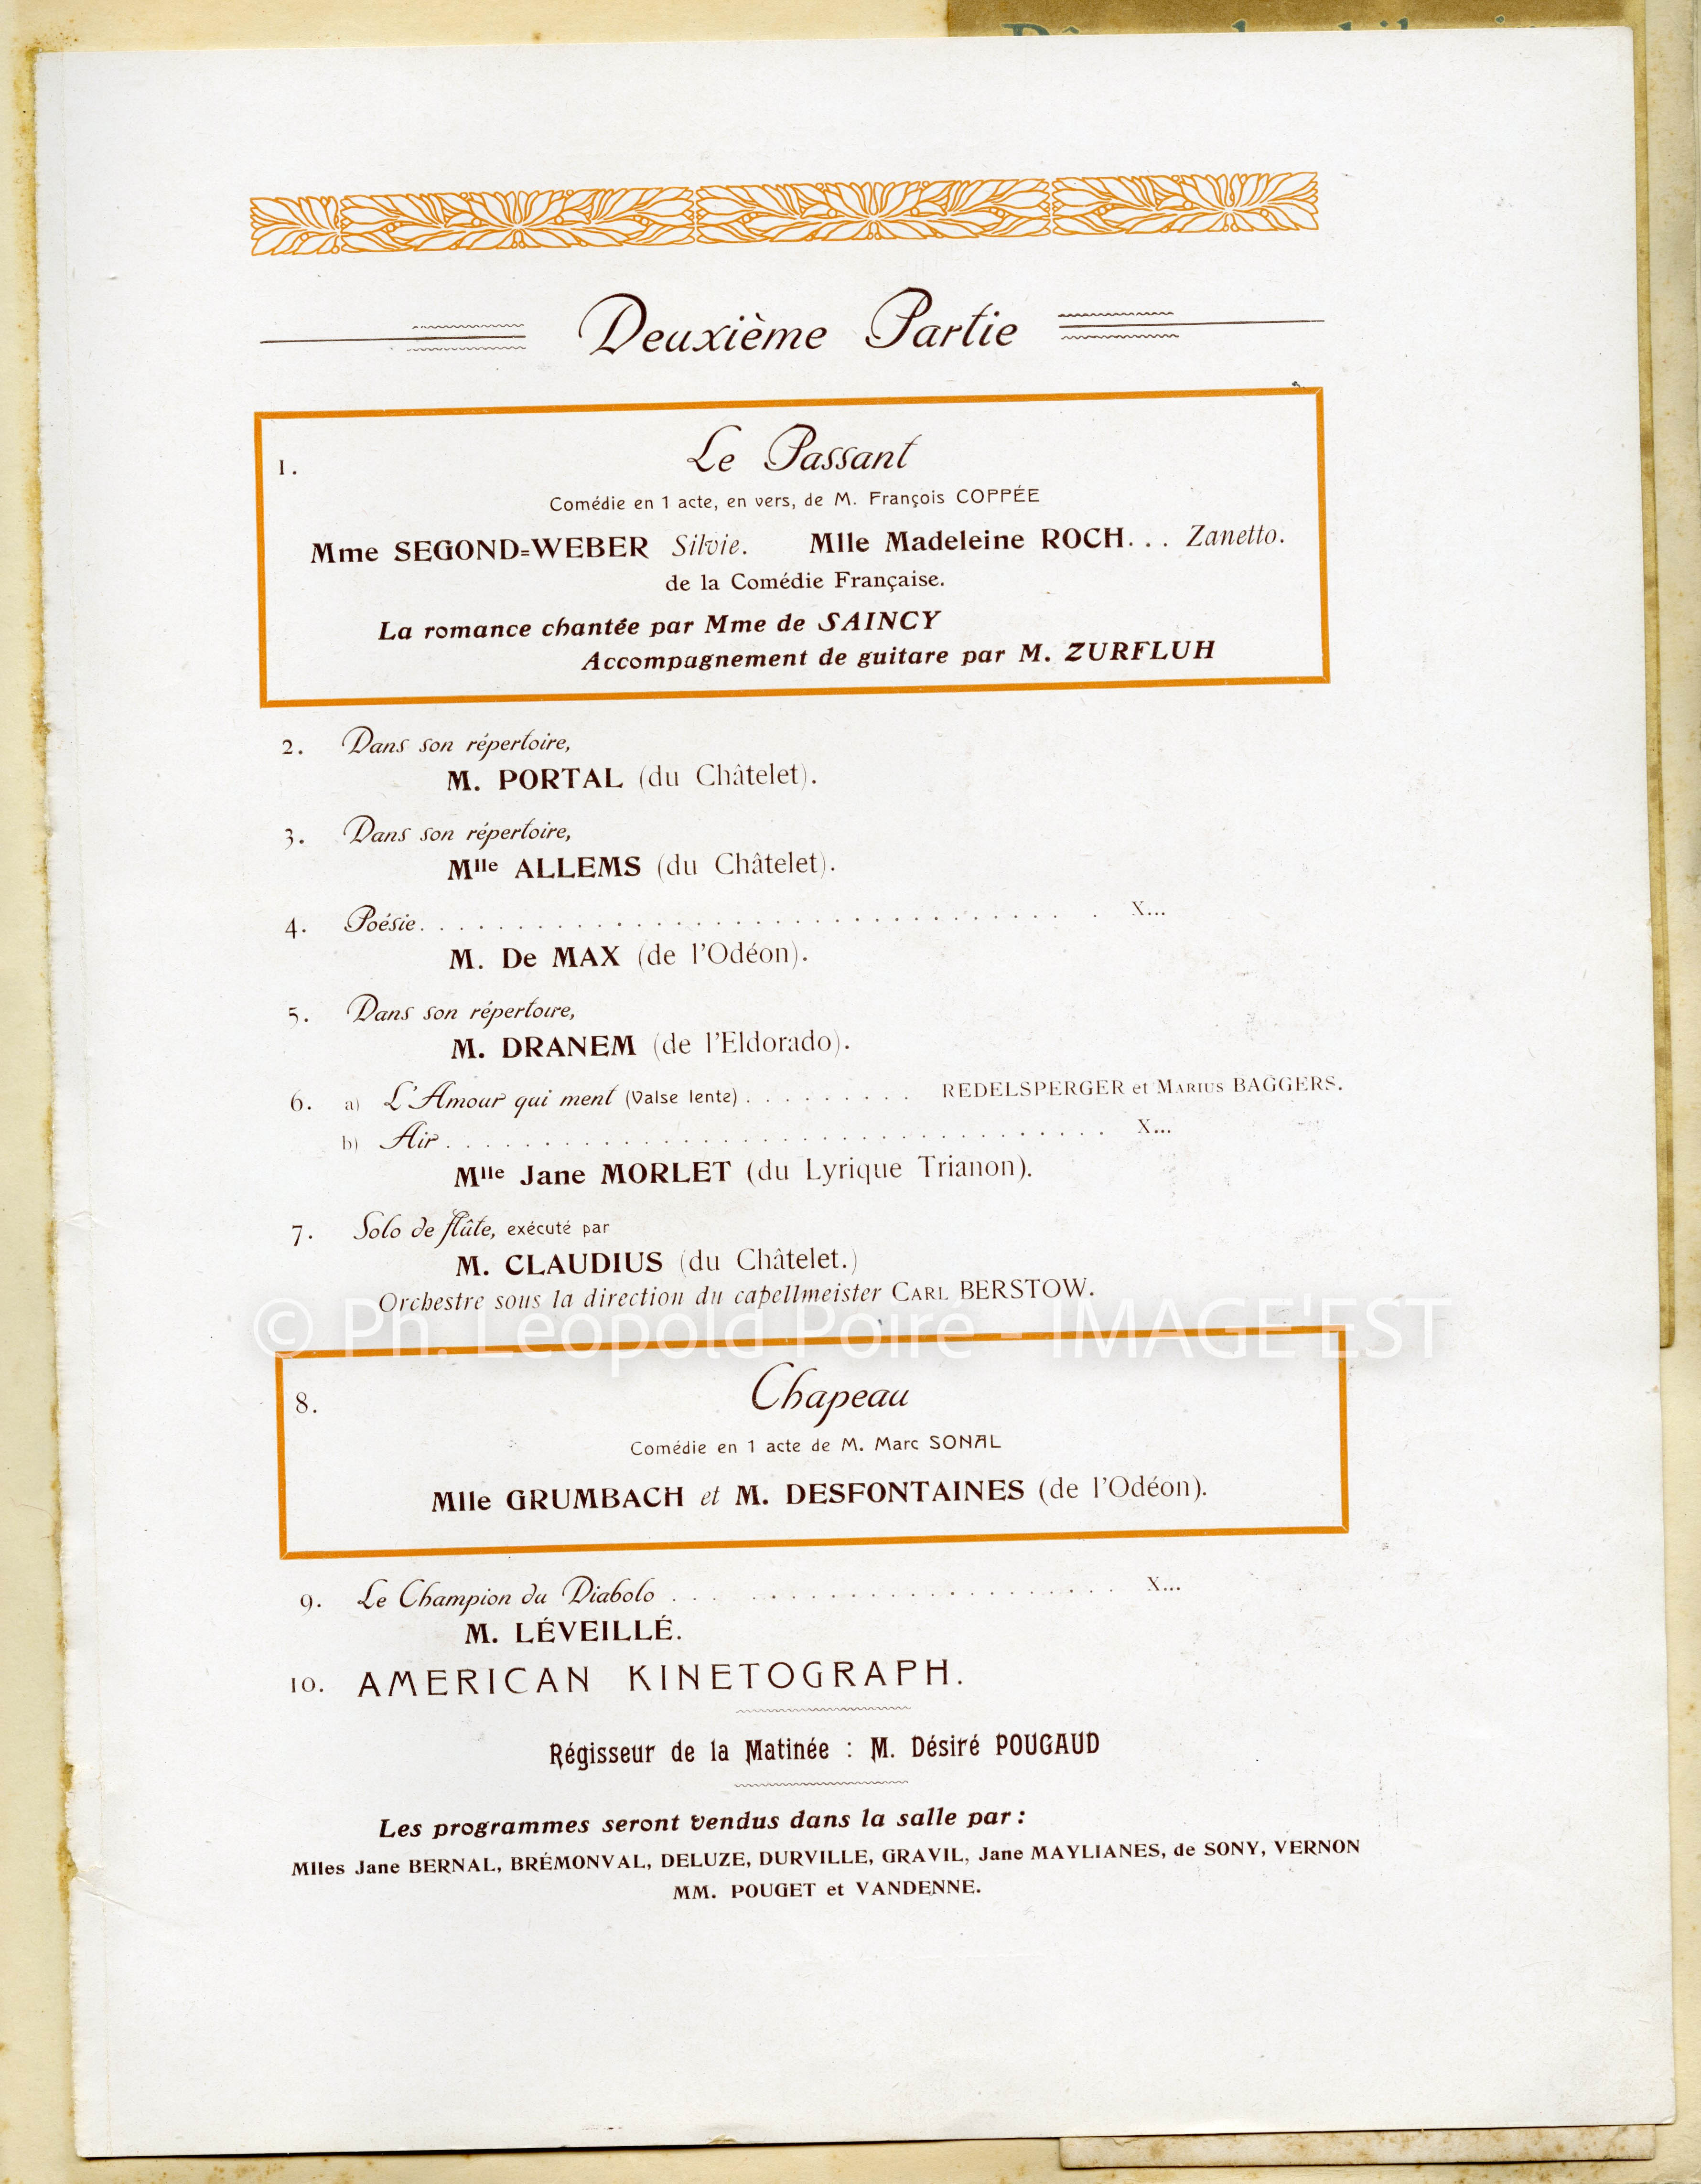 Deuxième Partie
1. Le Passant
Comédie en 1 acte, en vers, de M. François COPPÉE
Mme SEGOND=WEBER Silvie. Mlle Madeleine ROCH. . . Zanetto.
de la Comédie Française.
La romance chantée par Mme de SAINCY
Accompagnement de guitare par M. ZURFLUH
2. Dans son répertoire,
M. PORTAL (du Châtelet).
3. Dans son répertoire,
Mlle ALLEMS (du Châtelet).
4. Poésie. . . . . . . . . . . . . . . . . . . . . . . . . . . . . . . . . . . X...
M. De MAX (de l'Odéon).
5. Dans son répertoire,
M. DRANEM (de l'Eldorado).
6. a) L'Amour qui ment (Valse lente) . . . . . . . . . REDELSPERGER et MARIUS BAGGERS.
b) Air . . . . . . . . . . . . . . . . . . . . . . . . . . . . . . . . . . X...
Mlle Jane MORLET (du Lyrique Trianon).
7. Solo de flûte, exécuté par
M. CLAUDIUS (du Châtelet.)
Orchestre sous la direction du capellmeister CARL BERSTOW.
© Ph. Léopold Poiré - IMAGE'EST
8. Chapeau
Comédie en 1 acte de M. Marc SONAL
Mlle GRUMBACH et M. DESFONTAINES (de l'Odéon).
9. Le Champion du Diabolo . . . . . . . . . . . . . . . . . . . . . . X...
M. LÉVEILLÉ.
10. AMERICAN KINETOGRAPH.
Régisseur de la Matinée : M. Désiré POUGAUD
Les programmes seront vendus dans la salle par :
Mlles Jane BERNAL, BRÉMONVAL, DELUZE, DURVILLE, GRAVIL, Jane MAYLIANES, de SONY, VERNON
MM. POUGET et VANDENNE.